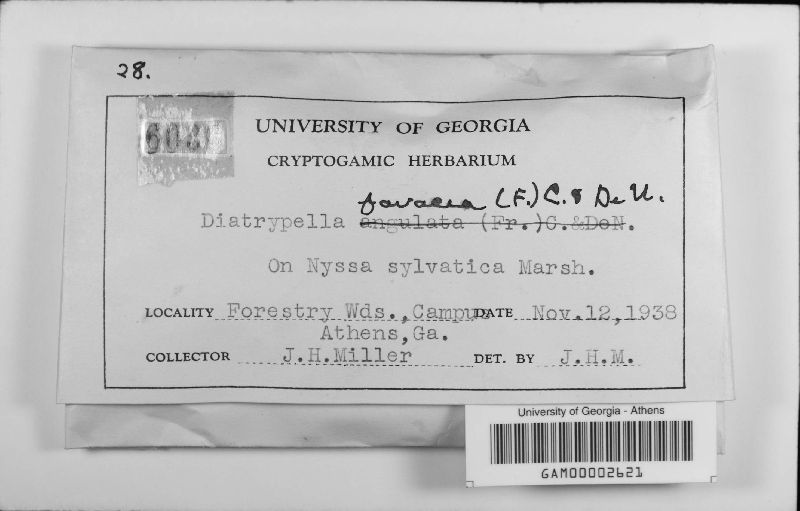 28.
UNIVERSITY OF GEORGIA
CRYPTOGAMIC HERBARIUM
favacea (F.) C. & De N.
Diatrypella angulata (Fr.)C.&DeN.
On Nyssa sylvatica Marsh.
LOCALITY Forestry Wds.,Campus DATE Nov.12,1938
Athens,Ga.
COLLECTOR J.H.Miller DET. BY J.H.M.
University of Georgia - Athens
GAM00002621